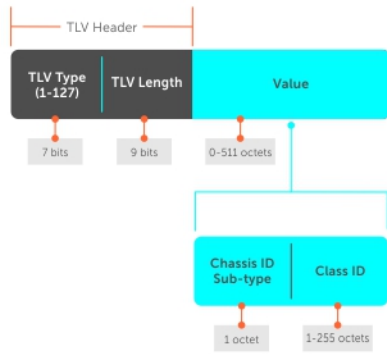 TLV Header
TLV Type
(1-127)
TLV Length
Value
7 bits
9 bits
0-511 octets
Chassis ID
Sub-type
Class ID
1 octet
1-255 octets